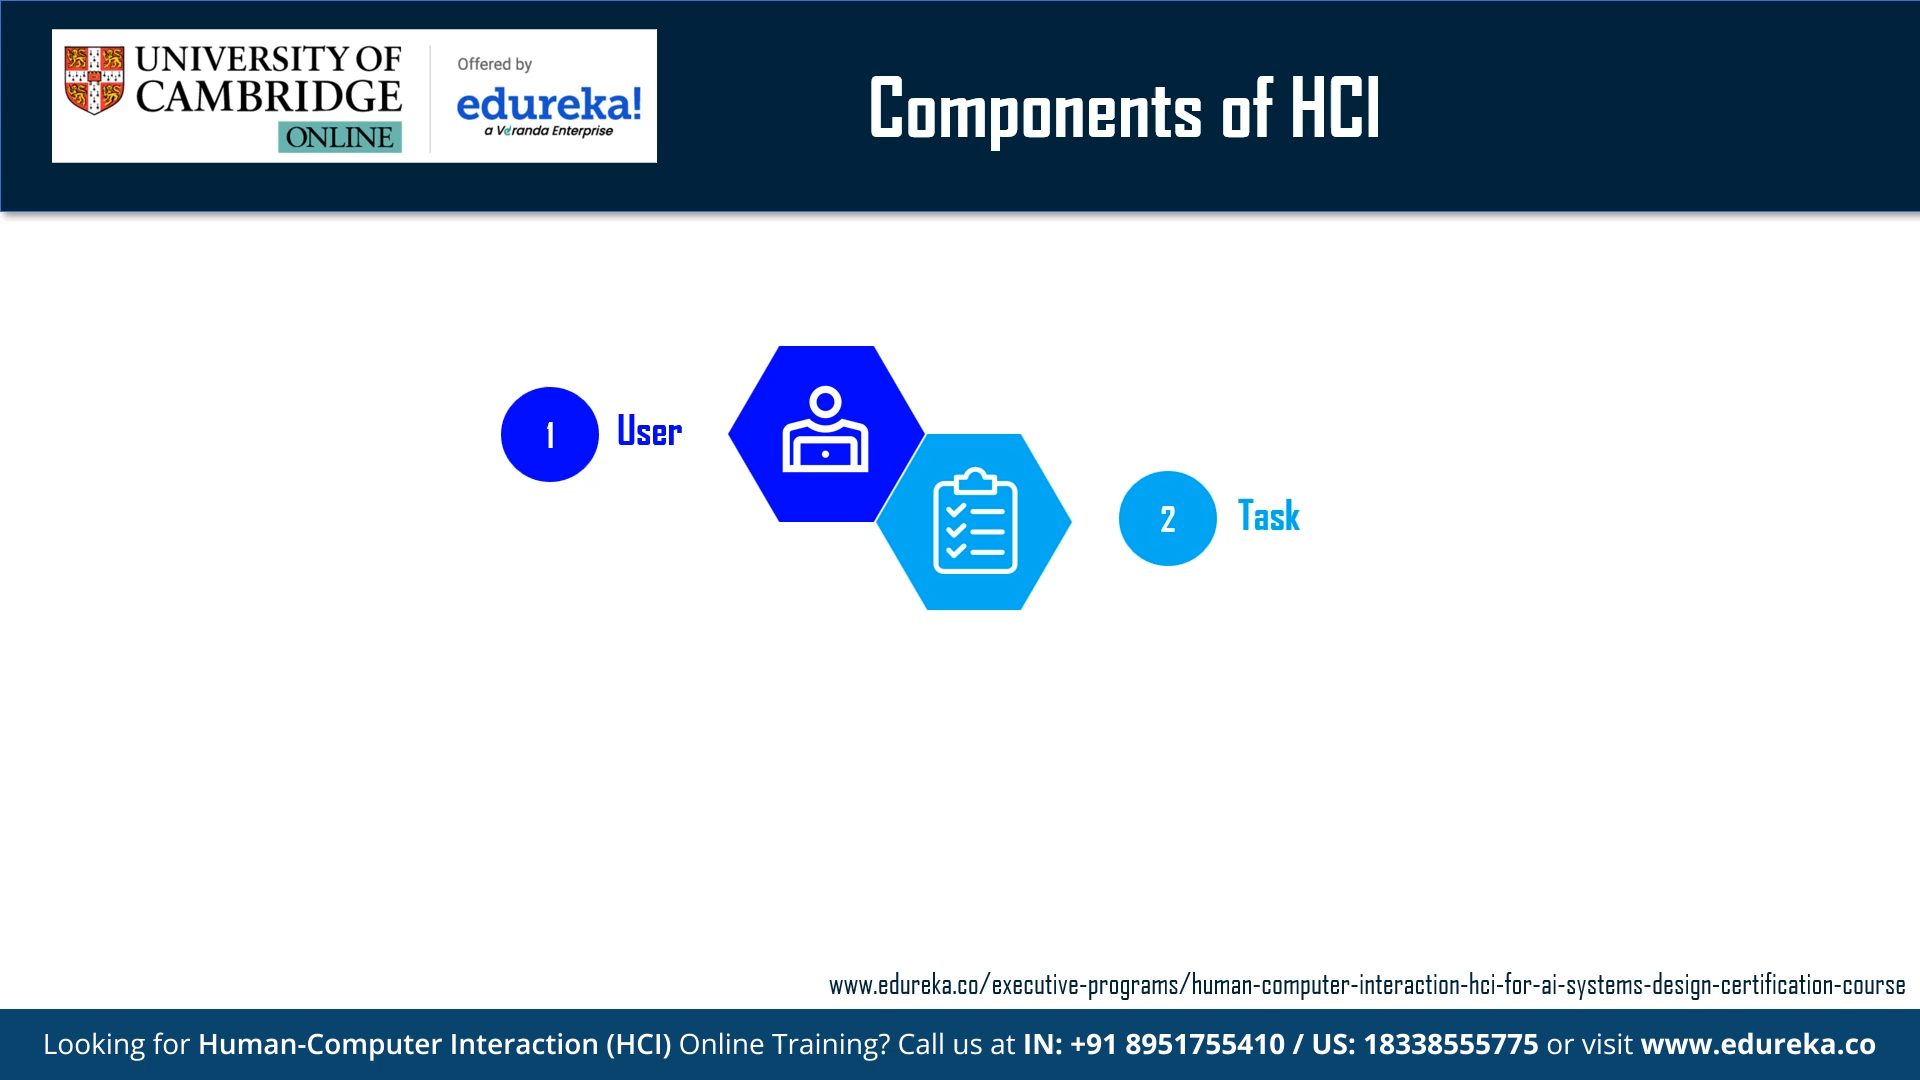 UNIVERSITY OF
CAMBRIDGE
ONLINE
Offered by
edureka!
a Veranda Enterprise
Components of HCI
1 User
2 Task
www.edureka.co/executive-programs/human-computer-interaction-hci-for-ai-systems-design-certification-course
Looking for Human-Computer Interaction (HCI) Online Training? Call us at IN: +91 8951755410 / US: 18338555775 or visit www.edureka.co